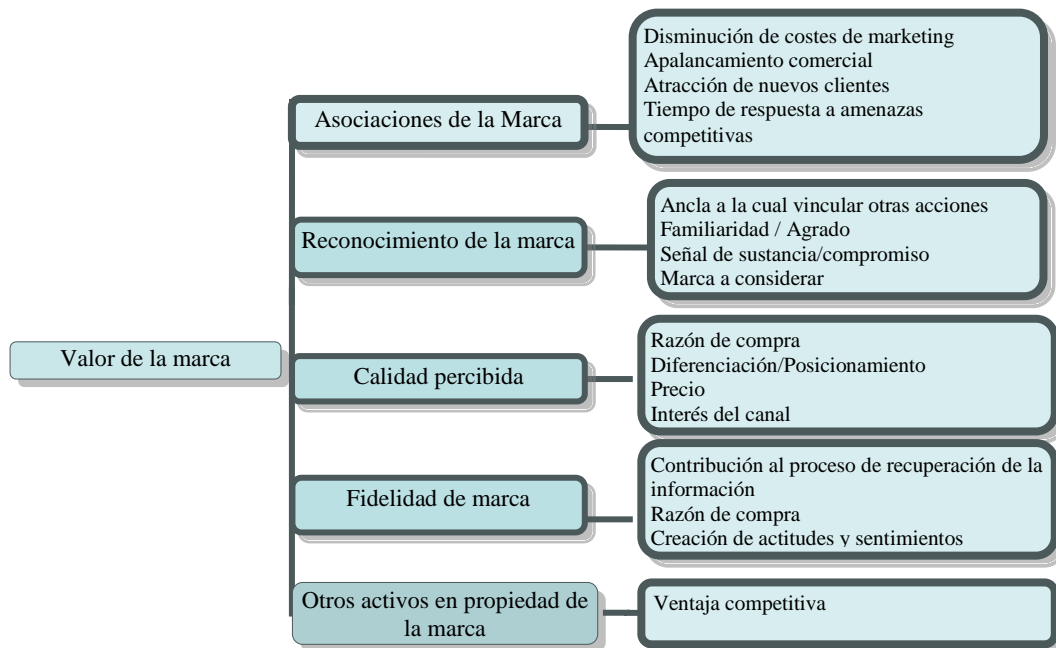 Valor de la marca
Asociaciones de la Marca
Disminución de costes de marketing
Apalancamiento comercial
Atracción de nuevos clientes
Tiempo de respuesta a amenazas
competitivas
Reconocimiento de la marca
Ancla a la cual vincular otras acciones
Familiaridad / Agrado
Señal de sustancia/compromiso
Marca a considerar
Calidad percibida
Razón de compra
Diferenciación/Posicionamiento
Precio
Interés del canal
Fidelidad de marca
Contribución al proceso de recuperación de la
información
Razón de compra
Creación de actitudes y sentimientos
Otros activos en propiedad de
la marca
Ventaja competitiva